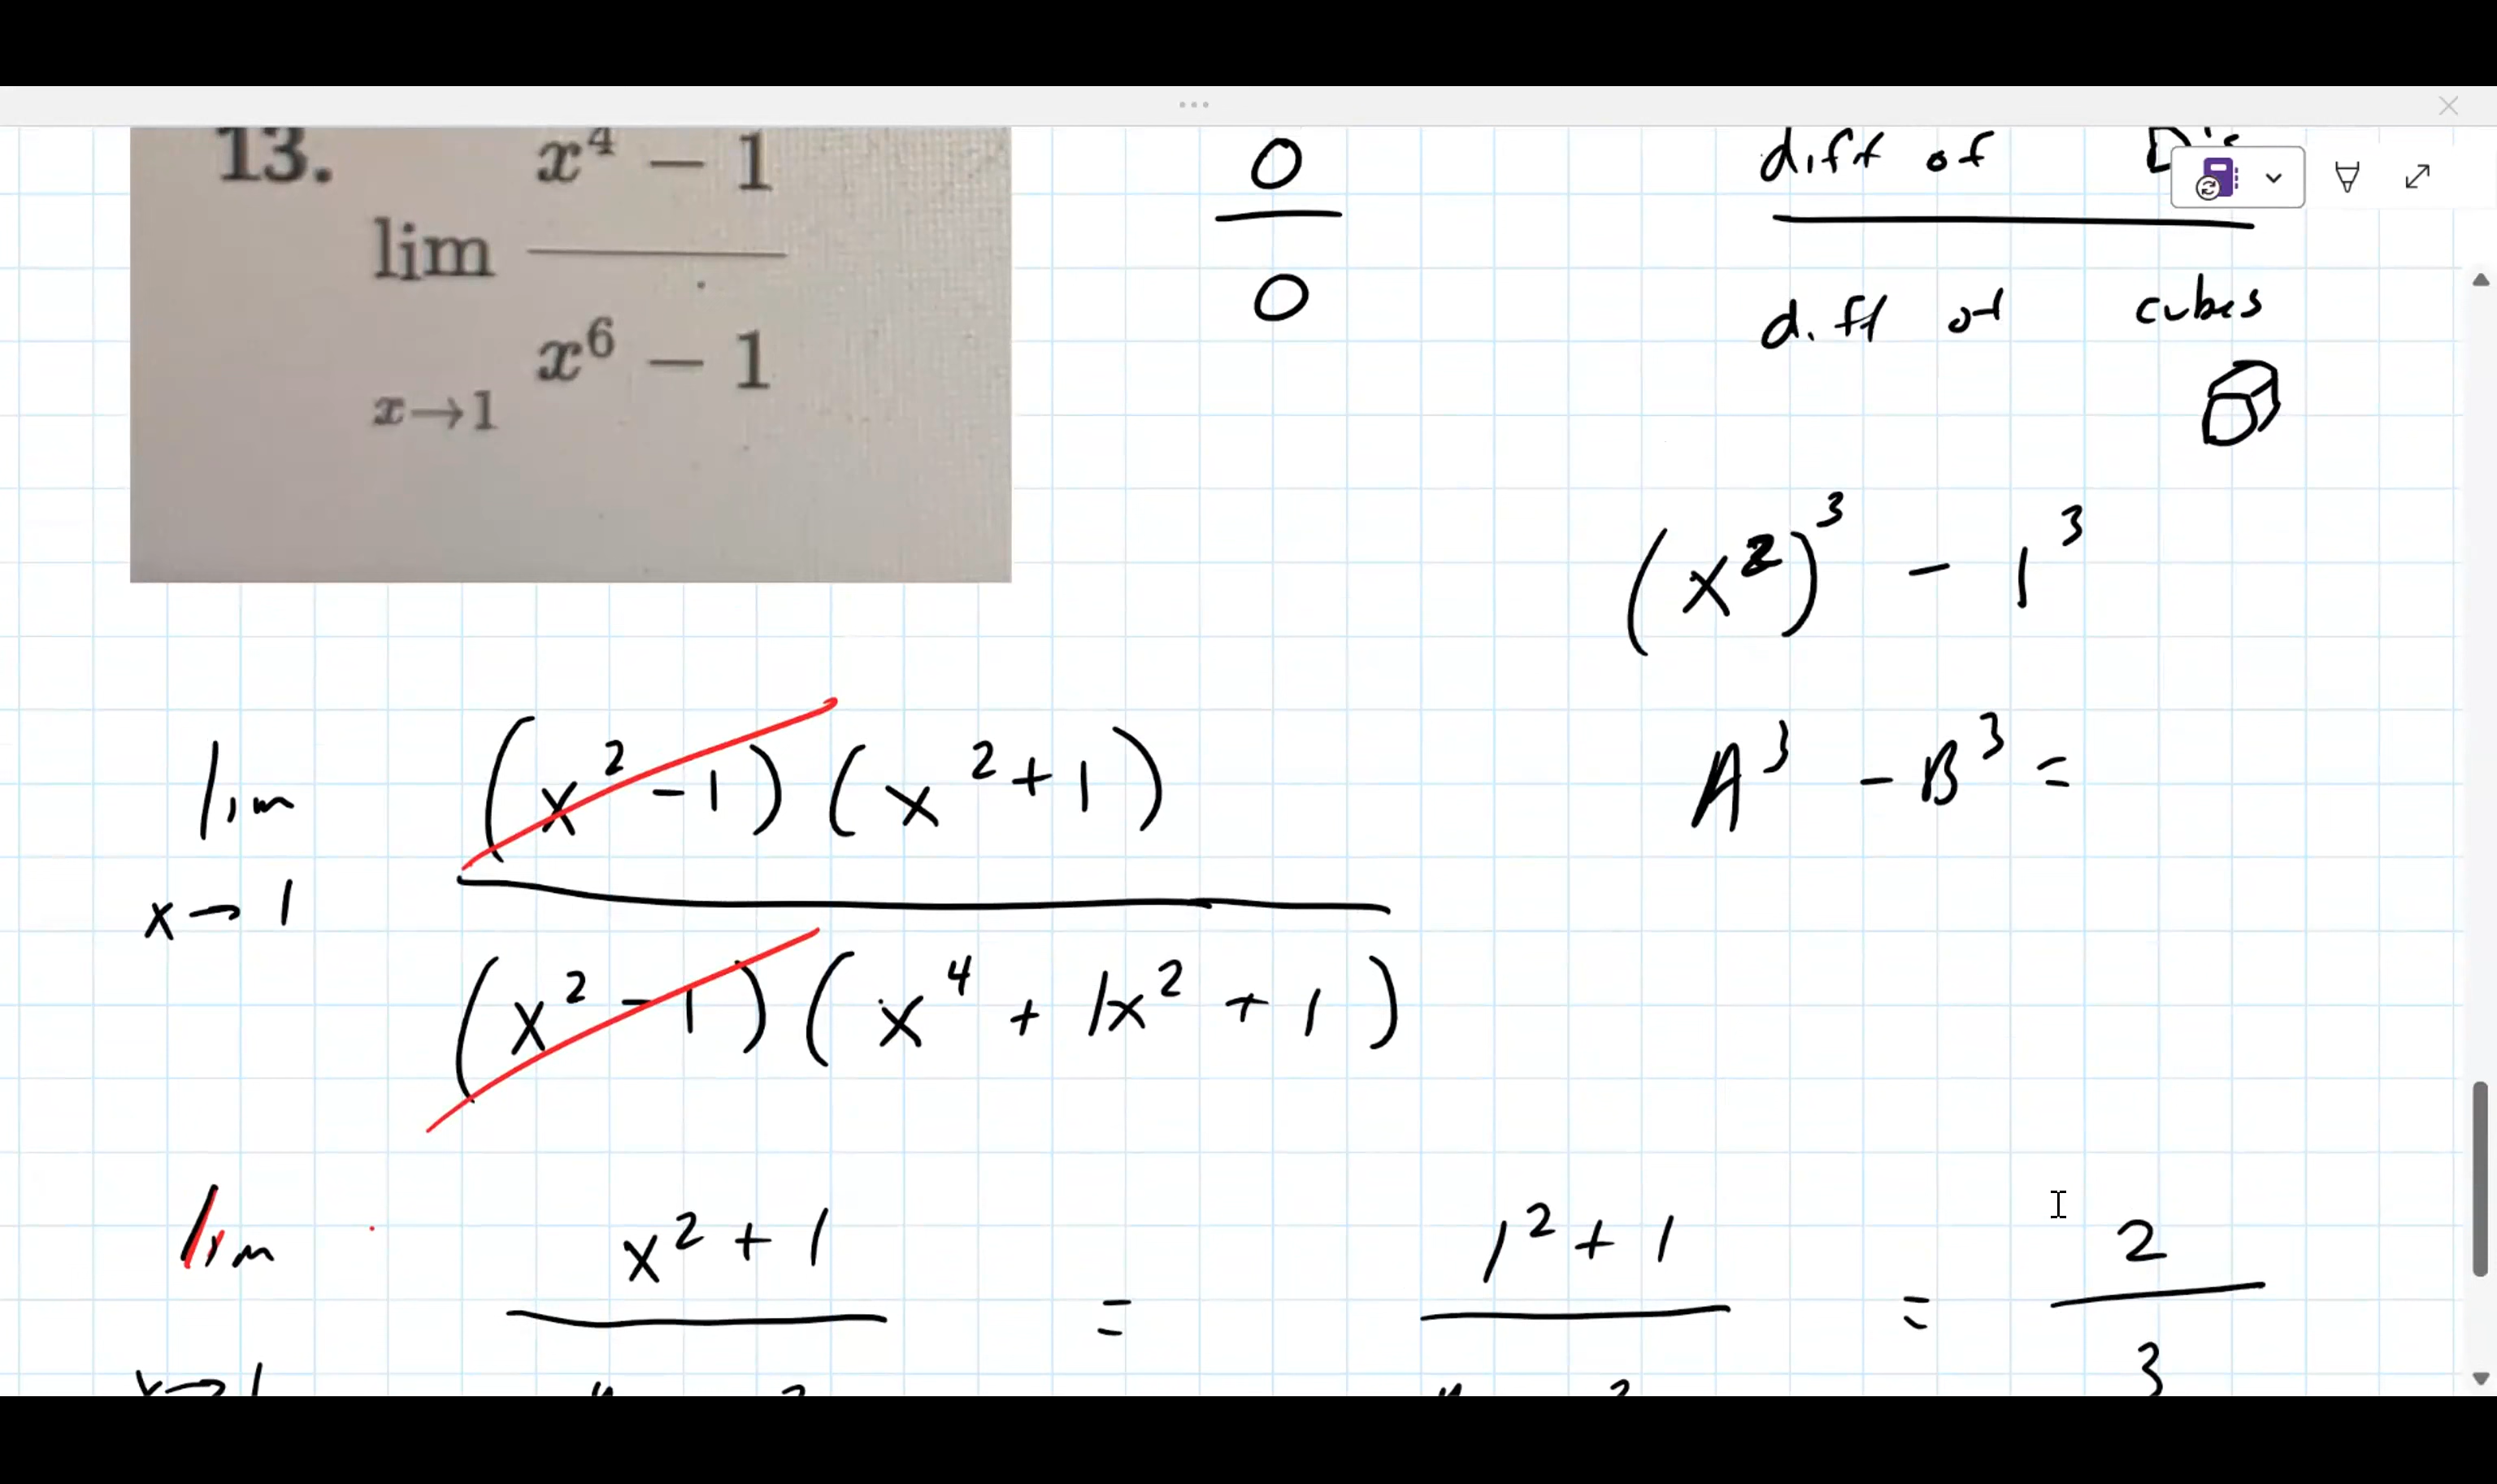 13.
x⁴ − 1
lim
x⁶ − 1
x→1
0
0
diff of
diff of cubes
(x²)³ − 1³
A³ − B³ =
lim
x→1
(x² − 1)(x² + 1)
(x² − 1)(x⁴ + 1x² + 1)
lim
x→1
x² + 1
=
1² + 1
=
2
3